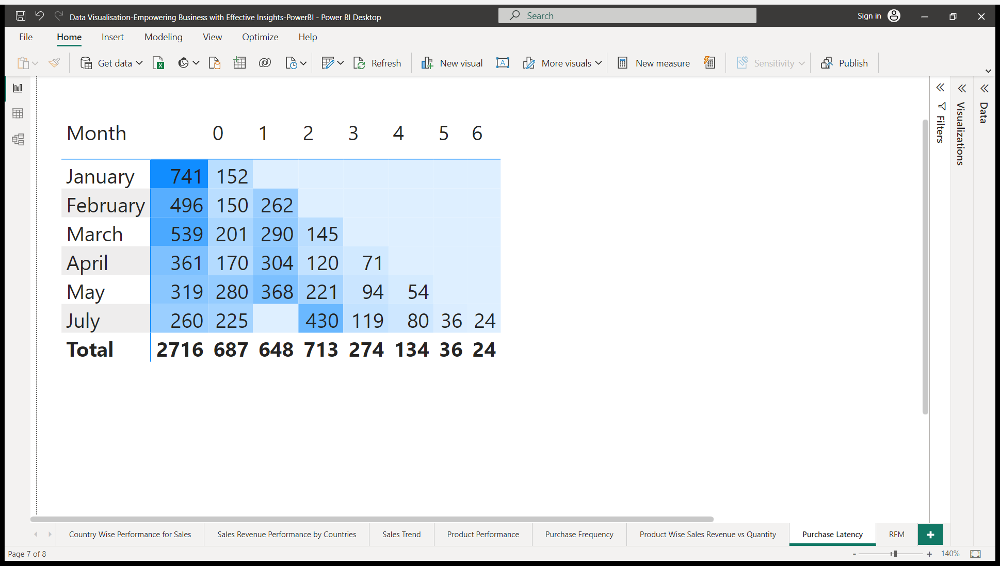 Data Visualisation-Empowering Business with Effective Insights-PowerBI - Power BI Desktop
Search
Sign in
File Home Insert Modeling View Optimize Help
Get data Refresh New visual A More visuals New measure Sensitivity Publish
Filters
Visualizations
Data
Month 0 1 2 3 4 5 6
January 741 152
February 496 150 262
March 539 201 290 145
April 361 170 304 120 71
May 319 280 368 221 94 54
July 260 225 430 119 80 36 24
Total 2716 687 648 713 274 134 36 24
Country Wise Performance for Sales Sales Revenue Performance by Countries Sales Trend Product Performance Purchase Frequency Product Wise Sales Revenue vs Quantity Purchase Latency RFM +
Page 7 of 8
- + 140%